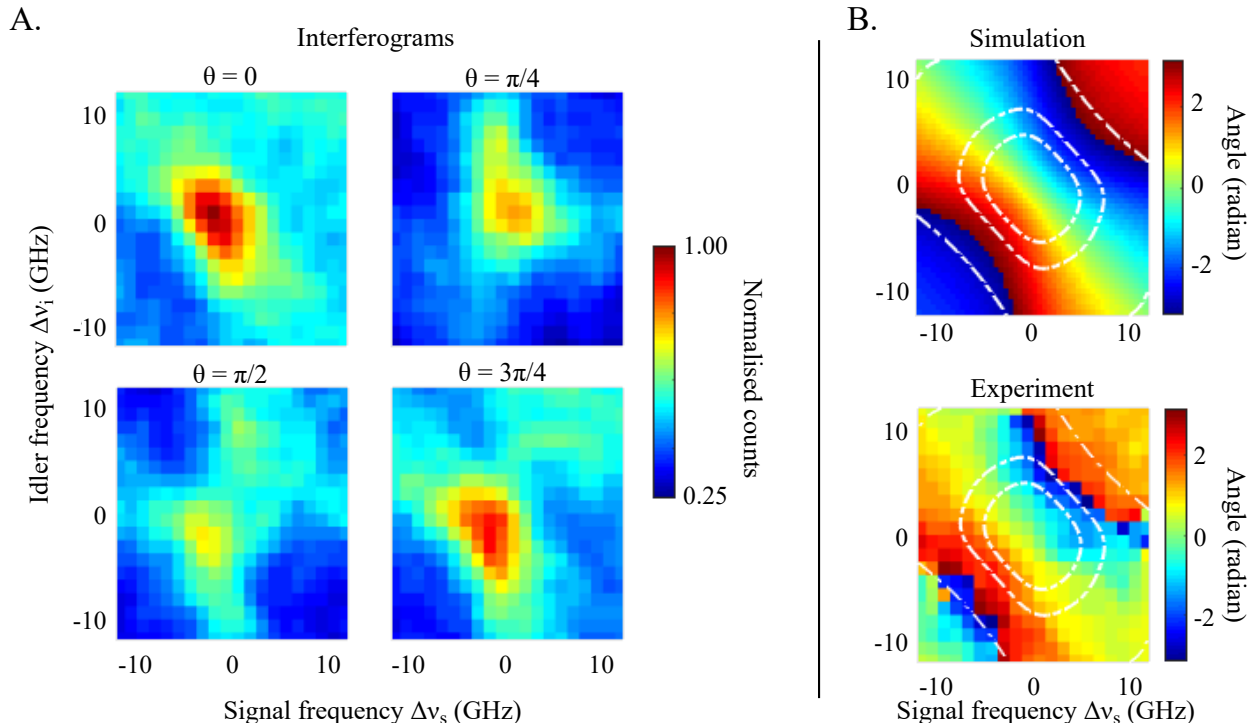 A.
Interferograms
θ = 0
θ = π/4
10
0
-10
θ = π/2
θ = 3π/4
10
0
-10
-10 0 10
-10 0 10
Idler frequency Δνi (GHz)
Signal frequency Δνs (GHz)
1.00
0.25
Normalised counts
B.
Simulation
10
0
-10
-10 0 10
2
0
-2
Angle (radian)
Experiment
10
0
-10
-10 0 10
2
0
-2
Angle (radian)
Signal frequency Δνs (GHz)